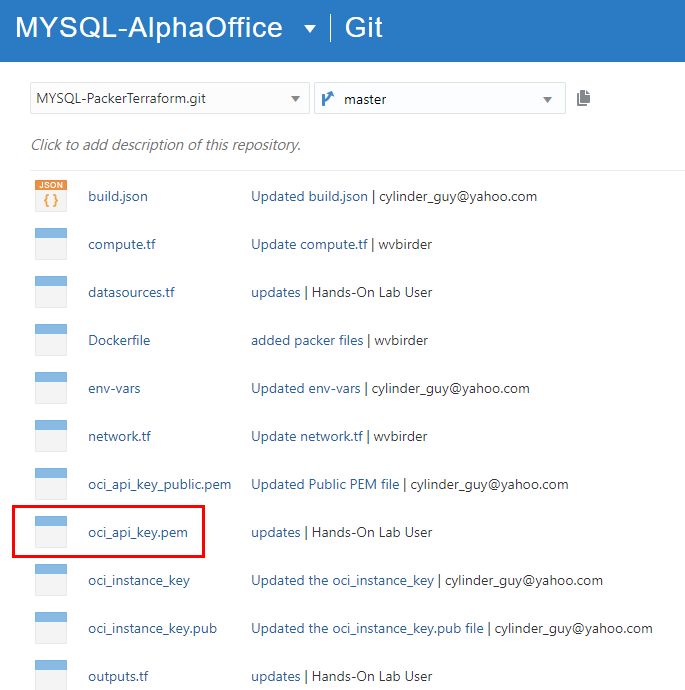 MYSQL-AlphaOffice Git
MYSQL-PackerTerraform.git master
Click to add description of this repository.
JSON
{ }
build.json Updated build.json | cylinder_guy@yahoo.com
compute.tf Update compute.tf | wvbirder
datasources.tf updates | Hands-On Lab User
Dockerfile added packer files | wvbirder
env-vars Updated env-vars | cylinder_guy@yahoo.com
network.tf Update network.tf | wvbirder
oci_api_key_public.pem Updated Public PEM file | cylinder_guy@yahoo.com
oci_api_key.pem updates | Hands-On Lab User
oci_instance_key Updated the oci_instance_key | cylinder_guy@yahoo.com
oci_instance_key.pub Updated the oci_instance_key.pub file | cylinder_guy@yahoo.com
outputs.tf updates | Hands-On Lab User